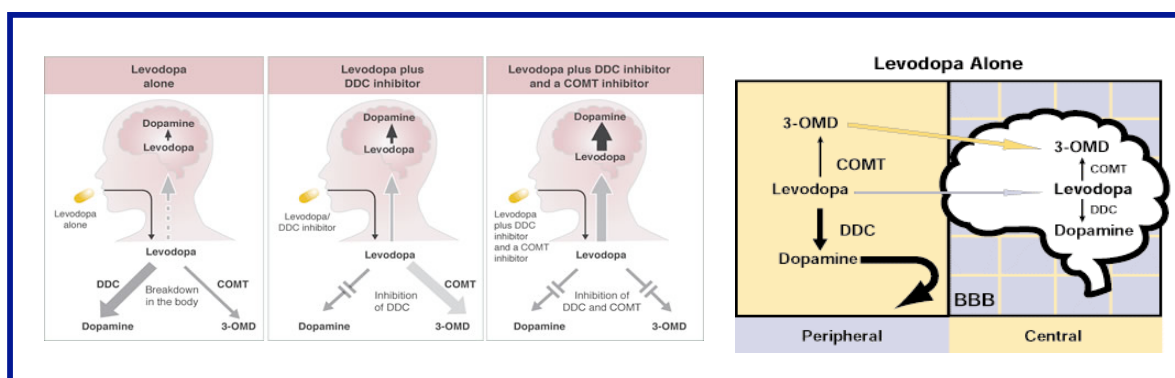 Levodopa
alone
Dopamine
Levodopa
Levodopa
alone
Levodopa
DDC
Breakdown
in the body
COMT
Dopamine
3-OMD
Levodopa plus
DDC inhibitor
Dopamine
Levodopa
Levodopa/
DDC inhibitor
Levodopa
COMT
Inhibition
of DDC
Dopamine
3-OMD
Levodopa plus DDC inhibitor
and a COMT inhibitor
Dopamine
Levodopa
Levodopa
plus DDC
inhibitor
and a COMT
inhibitor
Levodopa
Inhibition of
DDC and COMT
Dopamine
3-OMD
Levodopa Alone
3-OMD
COMT
Levodopa
DDC
Dopamine
3-OMD
COMT
Levodopa
DDC
Dopamine
BBB
Peripheral
Central